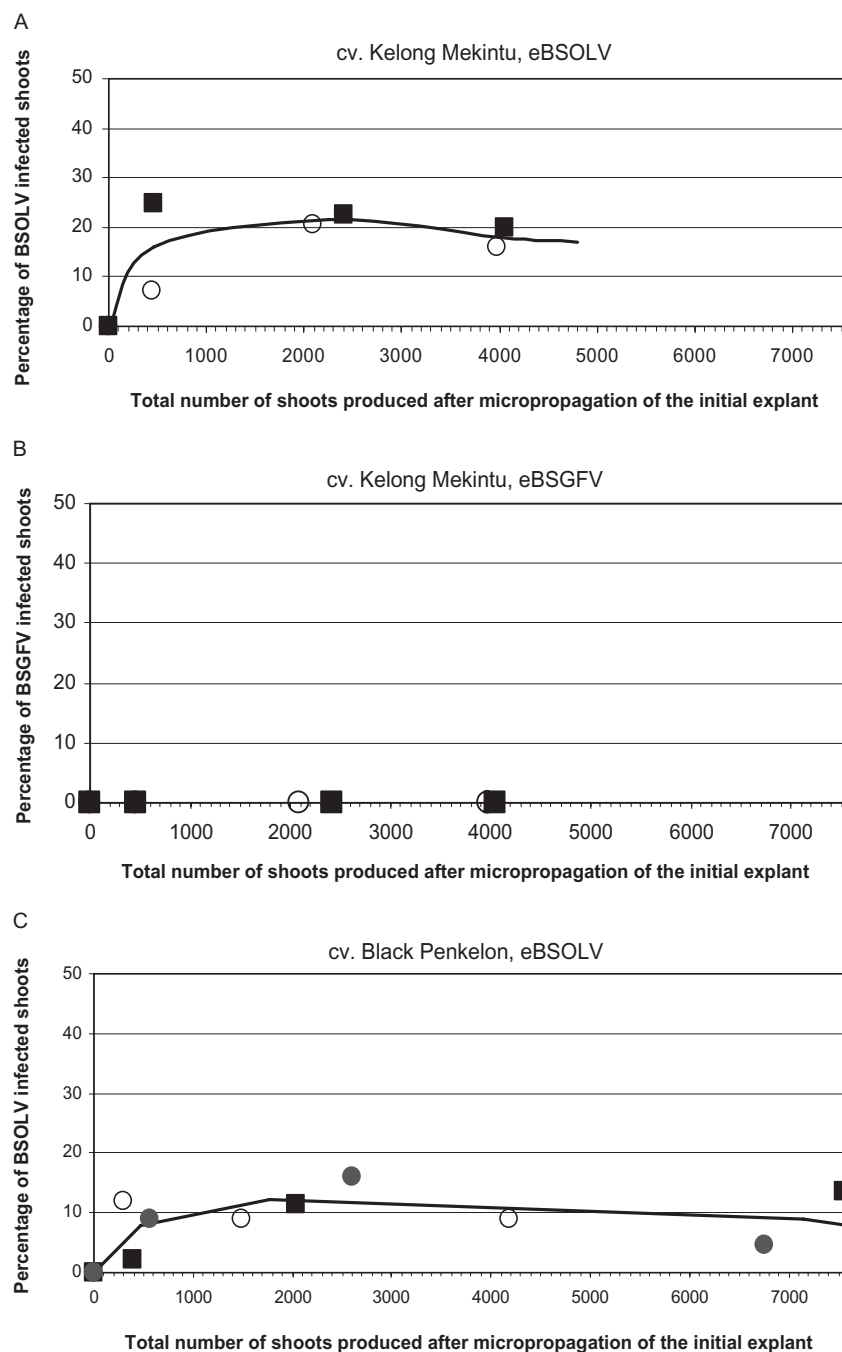 A
cv. Kelong Mekintu, eBSOLV
Percentage of BSOLV infected shoots
50
40
30
20
10
0
0 1000 2000 3000 4000 5000 6000 7000
Total number of shoots produced after micropropagation of the initial explant
B
cv. Kelong Mekintu, eBSGFV
Percentage of BSGFV infected shoots
50
40
30
20
10
0
0 1000 2000 3000 4000 5000 6000 7000
Total number of shoots produced after micropropagation of the initial explant
C
cv. Black Penkelon, eBSOLV
Percentage of BSOLV infected shoots
50
40
30
20
10
0
0 1000 2000 3000 4000 5000 6000 7000
Total number of shoots produced after micropropagation of the initial explant